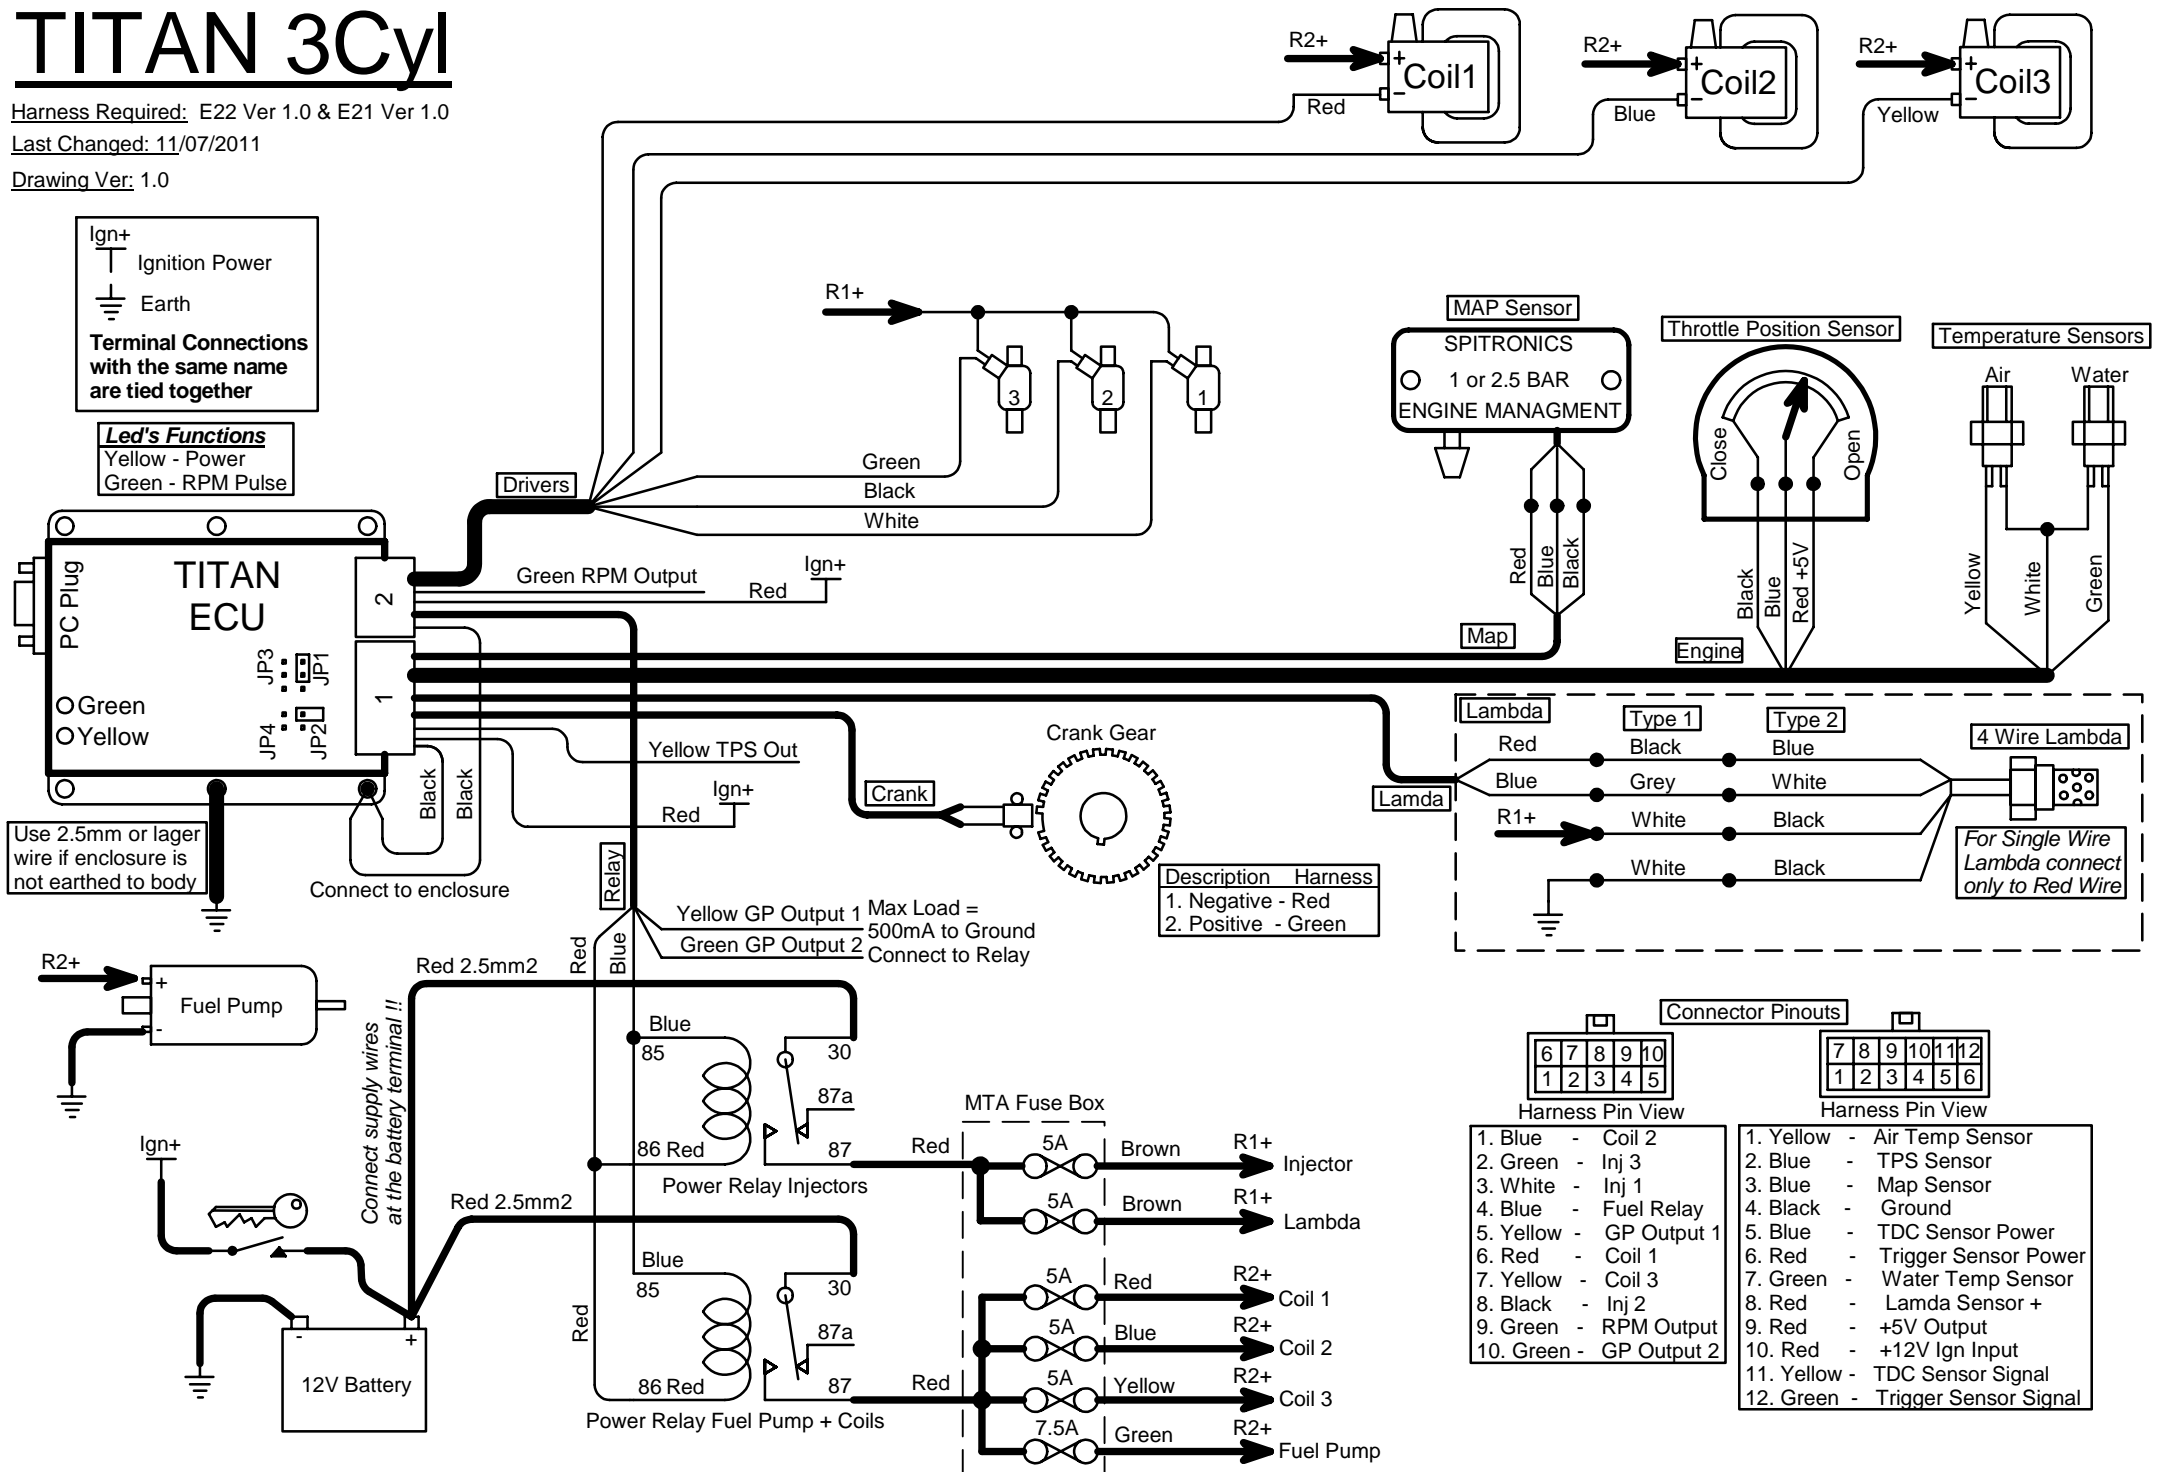 TITAN 3Cyl
Harness Required: E22 Ver 1.0 & E21 Ver 1.0
Last Changed: 11/07/2011
Drawing Ver: 1.0
Ign+
Ignition Power
Earth
Terminal Connections
with the same name
are tied together
Led's Functions
Yellow - Power
Green - RPM Pulse
R2+
+
-
Coil1
Red
R2+
+
-
Coil2
Blue
R2+
+
-
Coil3
Yellow
R1+
3
2
1
Green
Black
White
Drivers
MAP Sensor
SPITRONICS
1 or 2.5 BAR
ENGINE MANAGMENT
Red
Blue
Black
Map
Throttle Position Sensor
Close
Open
Black
Blue
Red +5V
Engine
Temperature Sensors
Air
Water
Yellow
White
Green
PC Plug
TITAN
ECU
2
1
JP3
JP1
JP4
JP2
Green
Yellow
Green RPM Output
Red
Ign+
Yellow TPS Out
Red
Ign+
Black
Black
Connect to enclosure
Use 2.5mm or lager
wire if enclosure is
not earthed to body
Crank
Crank Gear
Description Harness
1. Negative - Red
2. Positive - Green
Lamda
Lambda
Type 1
Type 2
4 Wire Lambda
Red
Black
Blue
Blue
Grey
White
R1+
White
Black
White
Black
For Single Wire
Lambda connect
only to Red Wire
Relay
Yellow GP Output 1
Green GP Output 2
Max Load =
500mA to Ground
Connect to Relay
Red
Blue
R2+
+
-
Fuel Pump
Red 2.5mm2
Connect supply wires
at the battery terminal !!
Blue
85
30
87a
86 Red
87
Power Relay Injectors
Red
Ign+
Red 2.5mm2
-
+
12V Battery
Red
Blue
85
30
87a
86 Red
87
Power Relay Fuel Pump + Coils
Red
MTA Fuse Box
5A
Brown
R1+
Injector
5A
Brown
R1+
Lambda
5A
Red
R2+
Coil 1
5A
Blue
R2+
Coil 2
5A
Yellow
R2+
Coil 3
7.5A
Green
R2+
Fuel Pump
Connector Pinouts
6 7 8 9 10
1 2 3 4 5
Harness Pin View
1. Blue - Coil 2
2. Green - Inj 3
3. White - Inj 1
4. Blue - Fuel Relay
5. Yellow - GP Output 1
6. Red - Coil 1
7. Yellow - Coil 3
8. Black - Inj 2
9. Green - RPM Output
10. Green - GP Output 2
7 8 9 10 11 12
1 2 3 4 5 6
Harness Pin View
1. Yellow - Air Temp Sensor
2. Blue - TPS Sensor
3. Blue - Map Sensor
4. Black - Ground
5. Blue - TDC Sensor Power
6. Red - Trigger Sensor Power
7. Green - Water Temp Sensor
8. Red - Lamda Sensor +
9. Red - +5V Output
10. Red - +12V Ign Input
11. Yellow - TDC Sensor Signal
12. Green - Trigger Sensor Signal